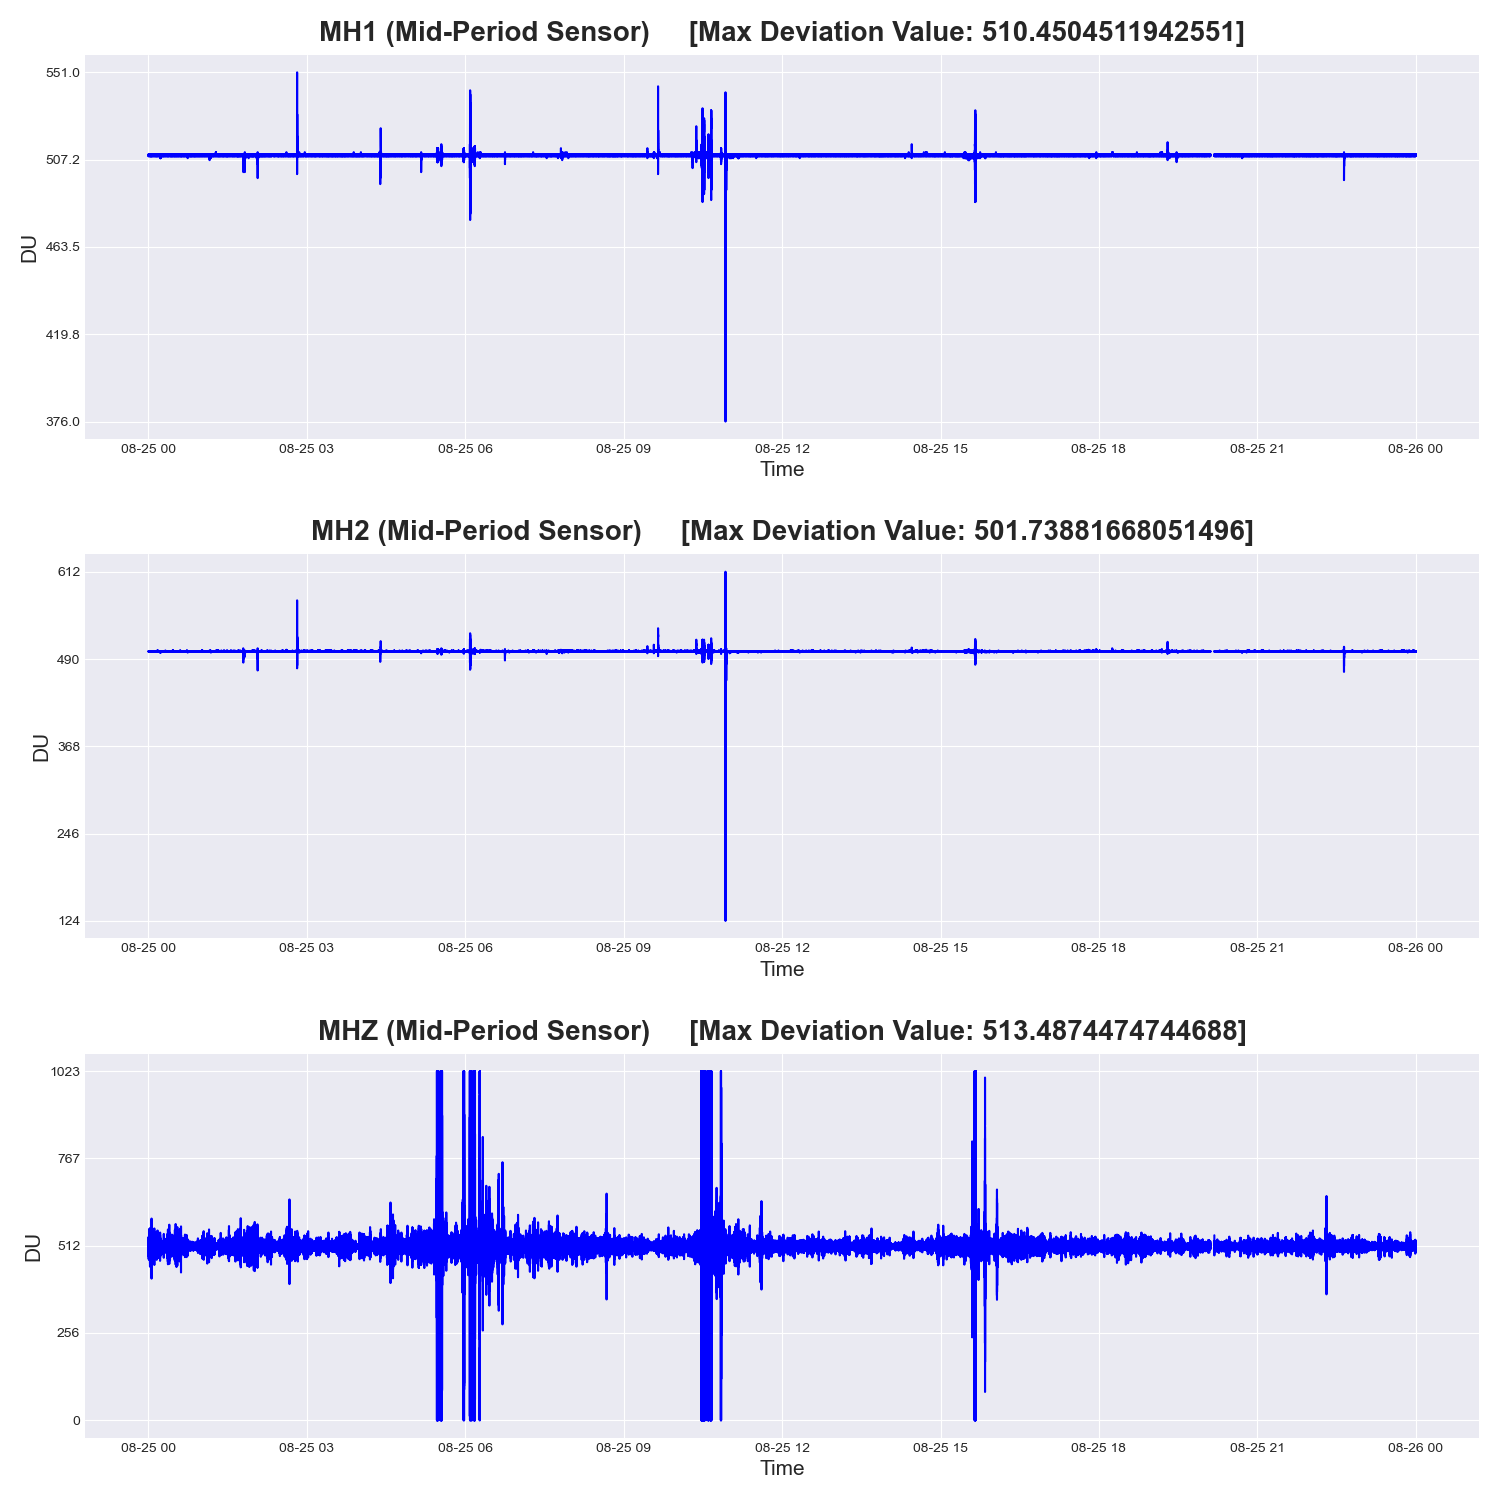 MH1 (Mid-Period Sensor) [Max Deviation Value: 510.4504511942551]
551.0
507.2
463.5
419.8
376.0
DU
08-25 00 08-25 03 08-25 06 08-25 09 08-25 12 08-25 15 08-25 18 08-25 21 08-26 00
Time
MH2 (Mid-Period Sensor) [Max Deviation Value: 501.73881668051496]
612
490
368
246
124
DU
08-25 00 08-25 03 08-25 06 08-25 09 08-25 12 08-25 15 08-25 18 08-25 21 08-26 00
Time
MHZ (Mid-Period Sensor) [Max Deviation Value: 513.4874474744688]
1023
767
512
256
0
DU
08-25 00 08-25 03 08-25 06 08-25 09 08-25 12 08-25 15 08-25 18 08-25 21 08-26 00
Time